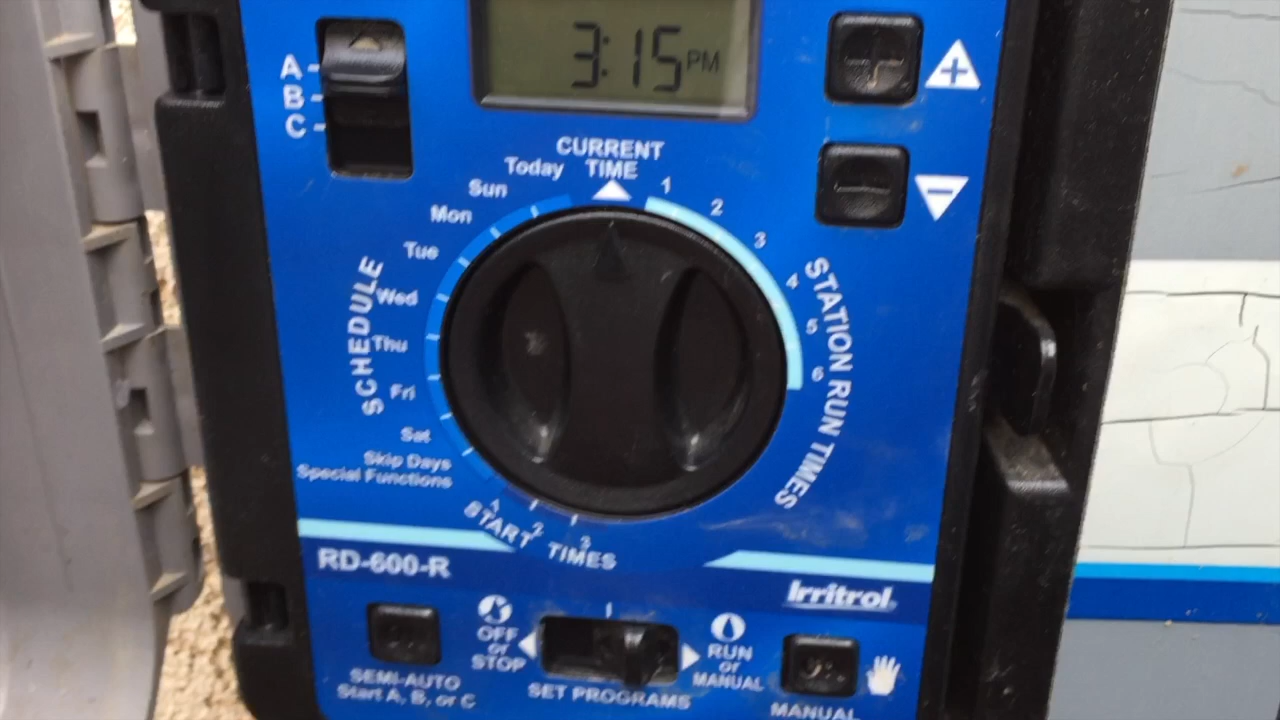 3:15 PM
A
B
C
+
−
CURRENT
TIME
Today
Sun
Mon
Tue
Wed
Thu
Fri
Sat
Skip Days
Special Functions
SCHEDULE
1
2
3
4
5
6
STATION RUN TIMES
1
2
3
START TIMES
RD-600-R
Irritrol
OFF
or
STOP
RUN
or
MANUAL
SEMI-AUTO
Start A, B, or C
SET PROGRAMS
MANUAL